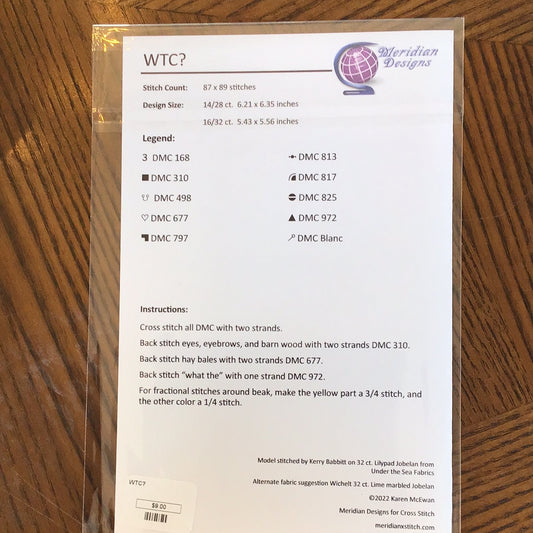 WTC?
Meridian
Designs
Stitch Count: 87 x 89 stitches
Design Size: 14/28 ct. 6.21 x 6.35 inches
16/32 ct. 5.43 x 5.56 inches
Legend:
3 DMC 168
DMC 310
DMC 498
♡ DMC 677
DMC 797
DMC 813
DMC 817
DMC 825
▲ DMC 972
DMC Blanc
Instructions:
Cross stitch all DMC with two strands.
Back stitch eyes, eyebrows, and barn wood with two strands DMC 310.
Back stitch hay bales with two strands DMC 677.
Back stitch “what the” with one strand DMC 972.
For fractional stitches around beak, make the yellow part a 3/4 stitch, and
the other color a 1/4 stitch.
Model stitched by Kerry Babbitt on 32 ct. Lilypad Jobelan from
Under the Sea Fabrics
Alternate fabric suggestion Wichelt 32 ct. Lime marbled Jobelan
©2022 Karen McEwan
Meridian Designs for Cross Stitch
meridianxstitch.com
WTC?
$9.00